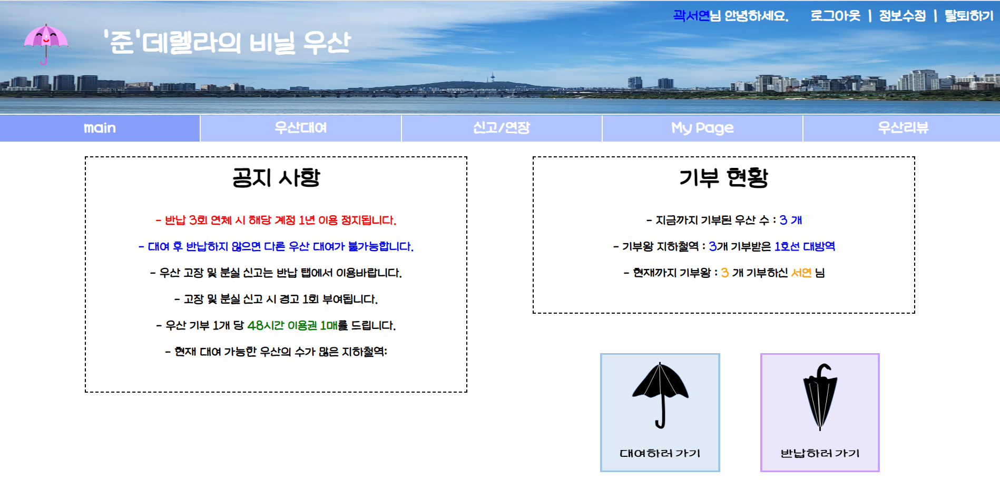 곽서연님 안녕하세요. 로그아웃 | 정보수정 | 탈퇴하기
'준'데렐라의 비닐 우산
main 우산대여 신고/연장 My Page 우산리뷰
공지 사항
- 반납 3회 연체 시 해당 계정 1년 이용 정지됩니다.
- 대여 후 반납하지 않으면 다른 우산 대여가 불가능합니다.
- 우산 고장 및 분실 신고는 반납 탭에서 이용바랍니다.
- 고장 및 분실 신고 시 경고 1회 부여됩니다.
- 우산 기부 1개 당 48시간 이용권 1매를 드립니다.
- 현재 대여 가능한 우산의 수가 많은 지하철역:
기부 현황
- 지금까지 기부된 우산 수 : 3 개
- 기부왕 지하철역 : 3개 기부받은 1호선 대방역
- 현재까지 기부왕 : 3 개 기부하신 서연 님
대여하러 가기
반납하러 가기